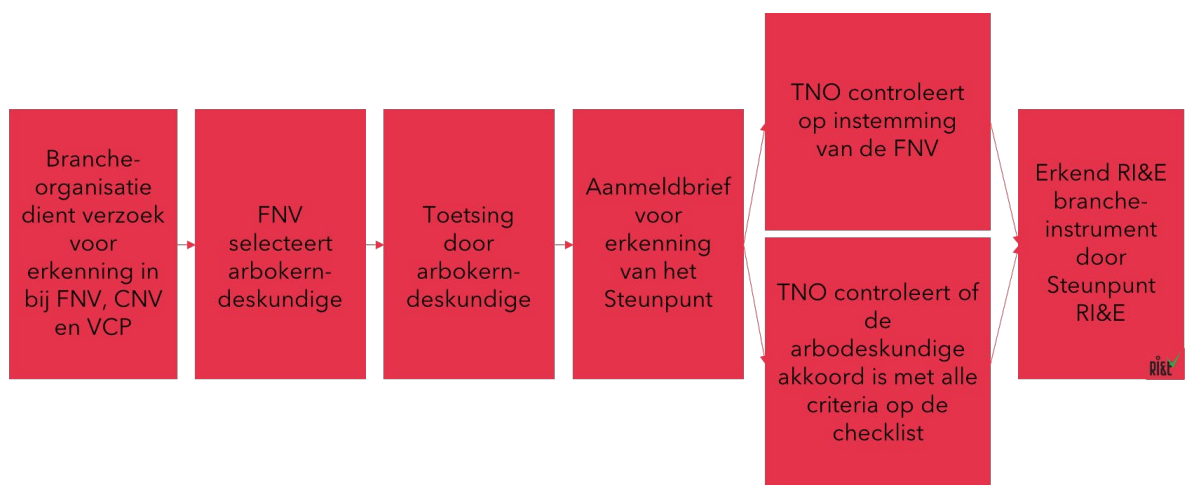 Branche-
organisatie
dient verzoek
voor
erkenning in
bij FNV, CNV
en VCP
FNV
selecteert
arbokern-
deskundige
Toetsing
door
arbokern-
deskundige
Aanmeldbrief
voor
erkenning
van het
Steunpunt
TNO controleert
op instemming
van de FNV
TNO controleert of
de
arbodeskundige
akkoord is met alle
criteria op de
checklist
Erkend RI&E
branche-
instrument
door
Steunpunt
RI&E
RI&E